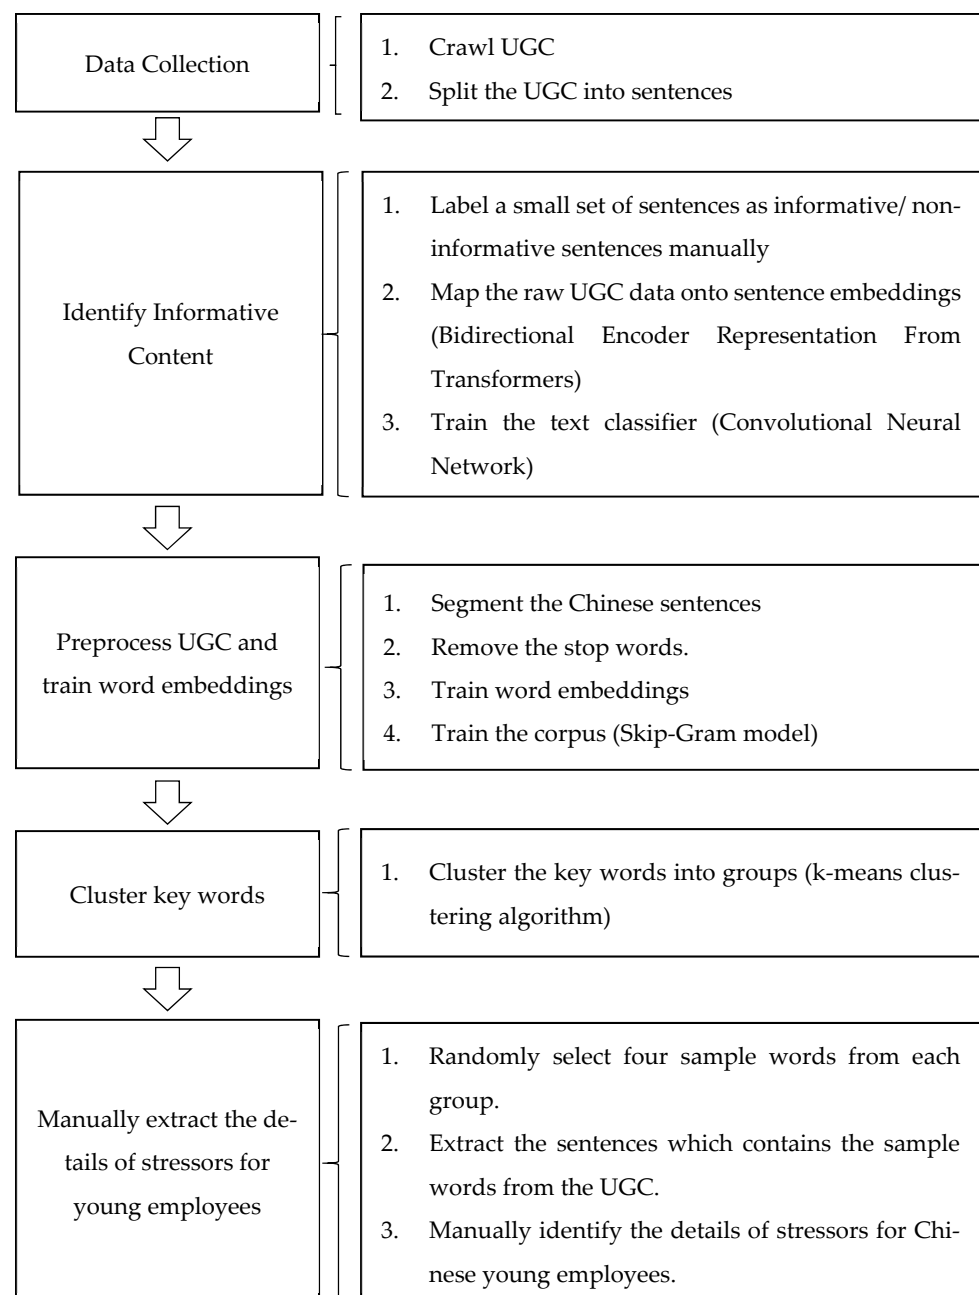 Data Collection
1. Crawl UGC
2. Split the UGC into sentences
Identify Informative
Content
1. Label a small set of sentences as informative/ non-
informative sentences manually
2. Map the raw UGC data onto sentence embeddings
(Bidirectional Encoder Representation From
Transformers)
3. Train the text classifier (Convolutional Neural
Network)
Preprocess UGC and
train word embeddings
1. Segment the Chinese sentences
2. Remove the stop words.
3. Train word embeddings
4. Train the corpus (Skip-Gram model)
Cluster key words
1. Cluster the key words into groups (k-means clus-
tering algorithm)
Manually extract the de-
tails of stressors for
young employees
1. Randomly select four sample words from each
group.
2. Extract the sentences which contains the sample
words from the UGC.
3. Manually identify the details of stressors for Chi-
nese young employees.